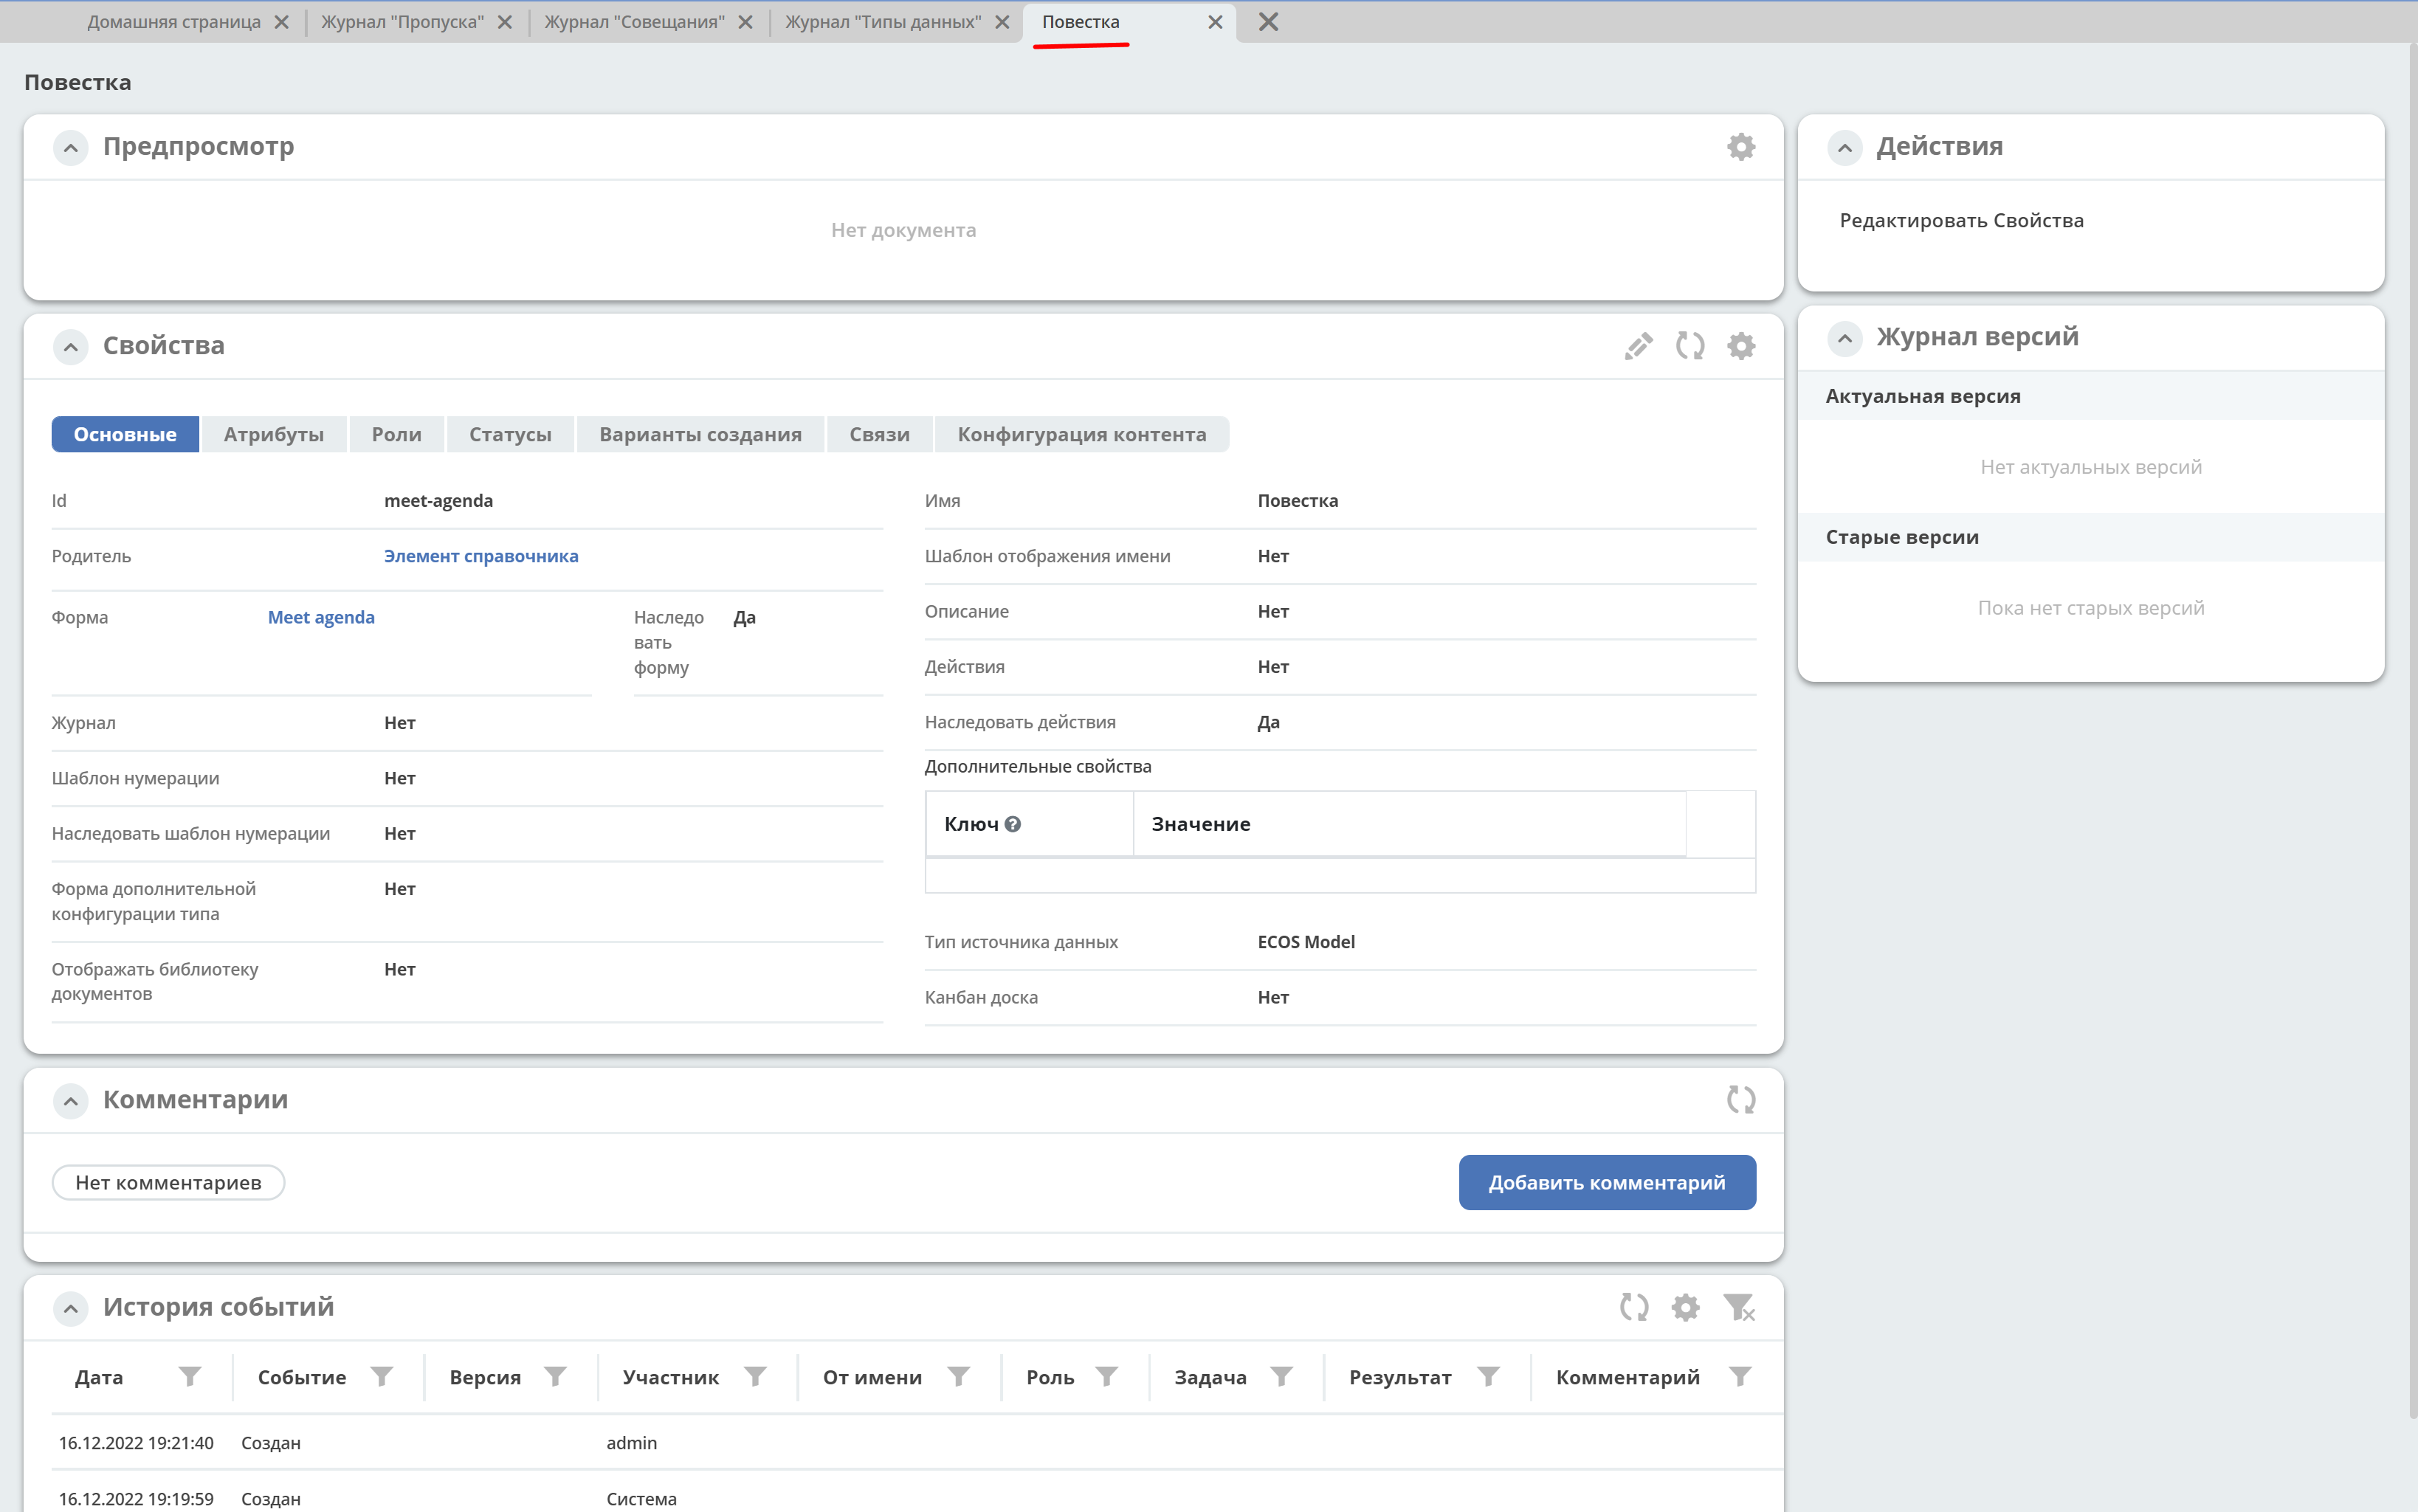 Домашняя страница
Журнал "Пропуска"
Журнал "Совещания"
Журнал "Типы данных"
Повестка
Повестка
Предпросмотр
Нет документа
Свойства
Основные
Атрибуты
Роли
Статусы
Варианты создания
Связи
Конфигурация контента
Id
meet-agenda
Родитель
Элемент справочника
Форма
Meet agenda
Наследо
вать
форму
Да
Журнал
Нет
Шаблон нумерации
Нет
Наследовать шаблон нумерации
Нет
Форма дополнительной
конфигурации типа
Нет
Отображать библиотеку
документов
Нет
Имя
Повестка
Шаблон отображения имени
Нет
Описание
Нет
Действия
Нет
Наследовать действия
Да
Дополнительные свойства
Ключ
Значение
Тип источника данных
ECOS Model
Канбан доска
Нет
Комментарии
Нет комментариев
Добавить комментарий
История событий
Дата
Событие
Версия
Участник
От имени
Роль
Задача
Результат
Комментарий
16.12.2022 19:21:40
Создан
admin
16.12.2022 19:19:59
Создан
Система
Действия
Редактировать Свойства
Журнал версий
Актуальная версия
Нет актуальных версий
Старые версии
Пока нет старых версий